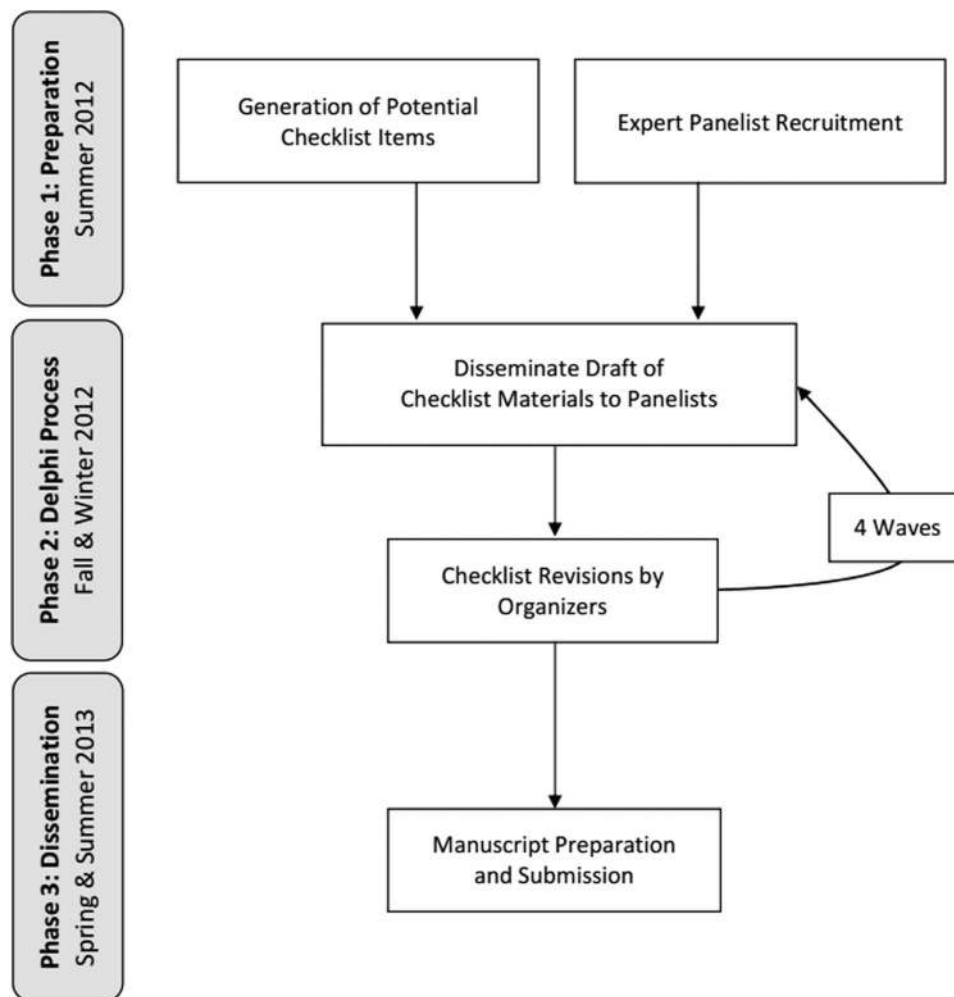 Phase 1: Preparation
Summer 2012
Generation of Potential
Checklist Items
Expert Panelist Recruitment
Phase 2: Delphi Process
Fall & Winter 2012
Disseminate Draft of
Checklist Materials to Panelists
4 Waves
Checklist Revisions by
Organizers
Phase 3: Dissemination
Spring & Summer 2013
Manuscript Preparation
and Submission